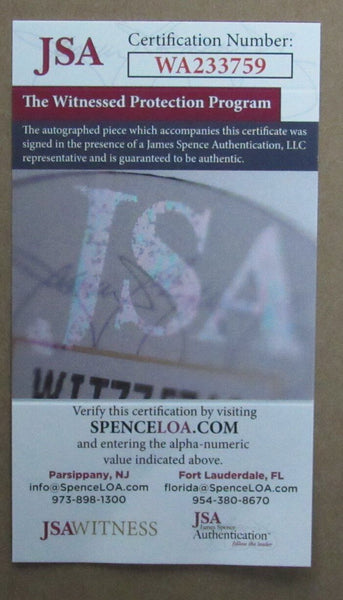 JSA
Certification Number:
WA233759
The Witnessed Protection Program
The autographed piece which accompanies this certificate was
signed in the presence of a James Spence Authentication, LLC
representative and is guaranteed to be authentic.
JSA
Verify this certification by visiting
SPENCELOA.COM
and entering the alpha-numeric
value indicated above.
Parsippany, NJ
info@SpenceLOA.com
973-898-1300
Fort Lauderdale, FL
florida@SpenceLOA.com
954-380-8670
JSAWITNESS
JSA
James Spence
Authentication
follow the leader